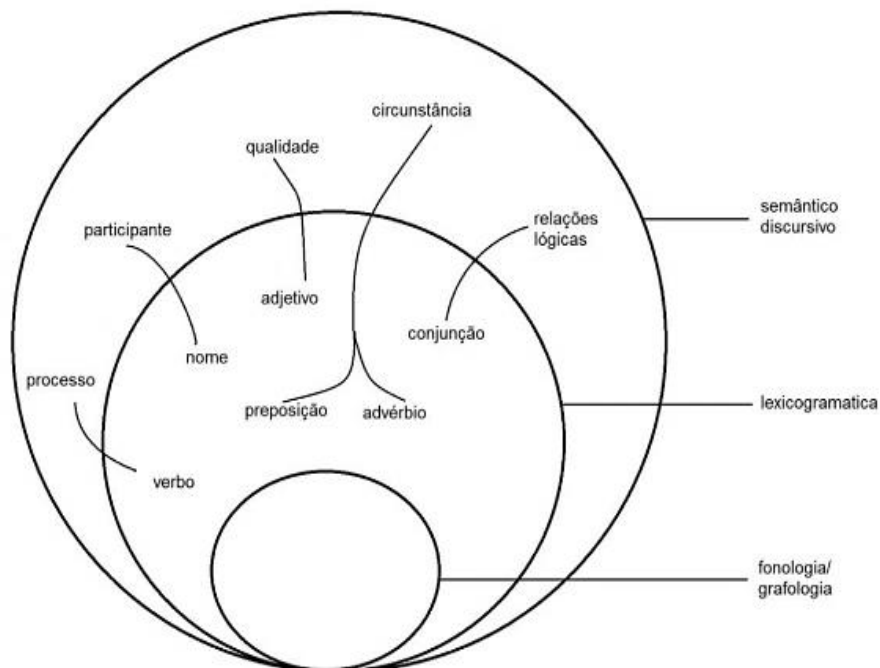 circunstância
qualidade
participante
relações
lógicas
semântico
discursivo
adjetivo
conjunção
nome
processo
preposição
advérbio
lexicogramatica
verbo
fonologia/
grafologia